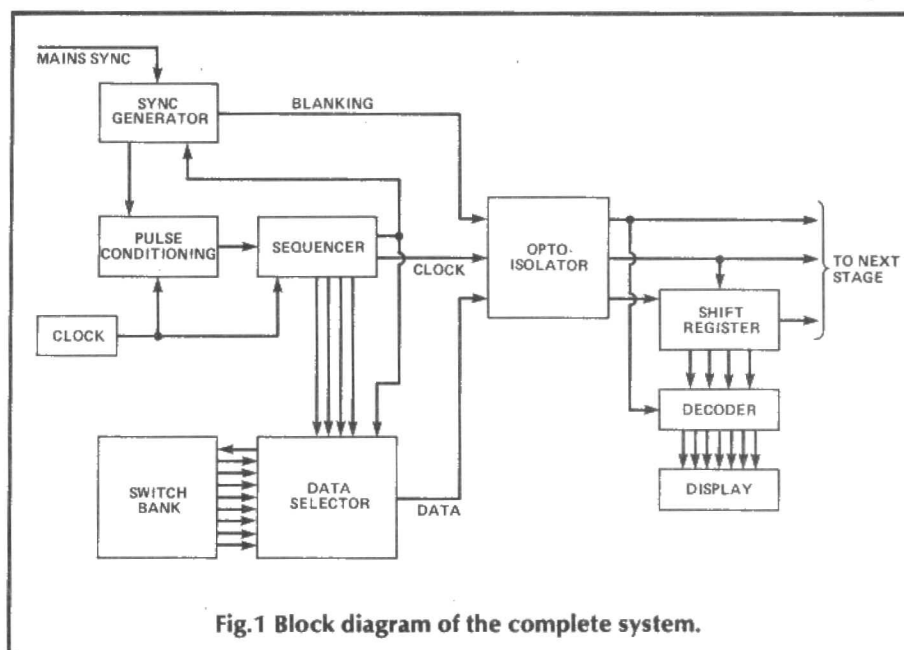 MAINS SYNC
SYNC
GENERATOR
BLANKING
PULSE
CONDITIONING
SEQUENCER
CLOCK
OPTO-
ISOLATOR
TO NEXT
STAGE
CLOCK
SHIFT
REGISTER
DECODER
DISPLAY
SWITCH
BANK
DATA
SELECTOR
DATA
Fig.1 Block diagram of the complete system.